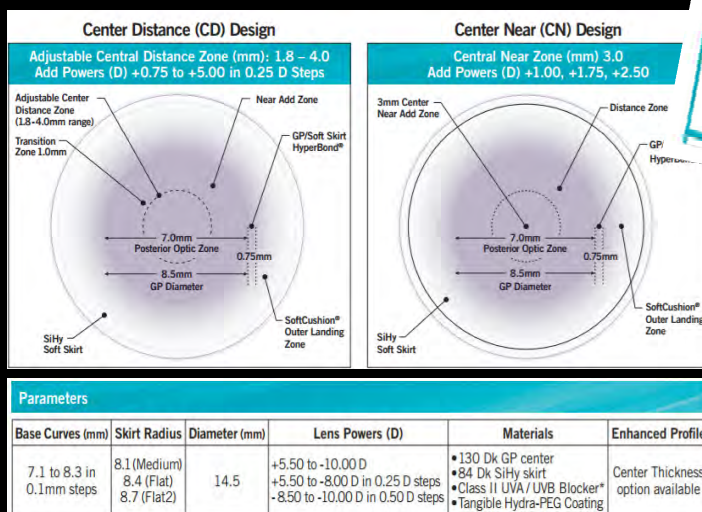 Center Distance (CD) Design
Adjustable Central Distance Zone (mm): 1.8 – 4.0
Add Powers (D) +0.75 to +5.00 in 0.25 D Steps
Adjustable Center
Distance Zone
(1.8-4.0mm range)
Near Add Zone
Transition
Zone 1.0mm
GP/Soft Skirt
HyperBond®
7.0mm
Posterior Optic Zone
0.75mm
8.5mm
GP Diameter
SoftCushion®
Outer Landing
Zone
SiHy
Soft Skirt
Center Near (CN) Design
Central Near Zone (mm) 3.0
Add Powers (D) +1.00, +1.75, +2.50
3mm Center
Near Add Zone
Distance Zone
GP/
7.0mm
Posterior Optic Zone
0.75mm
8.5mm
GP Diameter
SoftCushion®
Outer Landing
Zone
SiHy
Soft Skirt
Parameters
Base Curves (mm) Skirt Radius Diameter (mm) Lens Powers (D) Materials Enhanced Profile
7.1 to 8.3 in
0.1mm steps
8.1 (Medium)
8.4 (Flat)
8.7 (Flat2)
14.5
+5.50 to -10.00 D
+5.50 to -8.00 D in 0.25 D steps
-8.50 to -10.00 D in 0.50 D steps
•130 Dk GP center
•84 Dk SiHy skirt
•Class II UVA / UVB Blocker*
•Tangible Hydra-PEG Coating
Center Thickness
option available